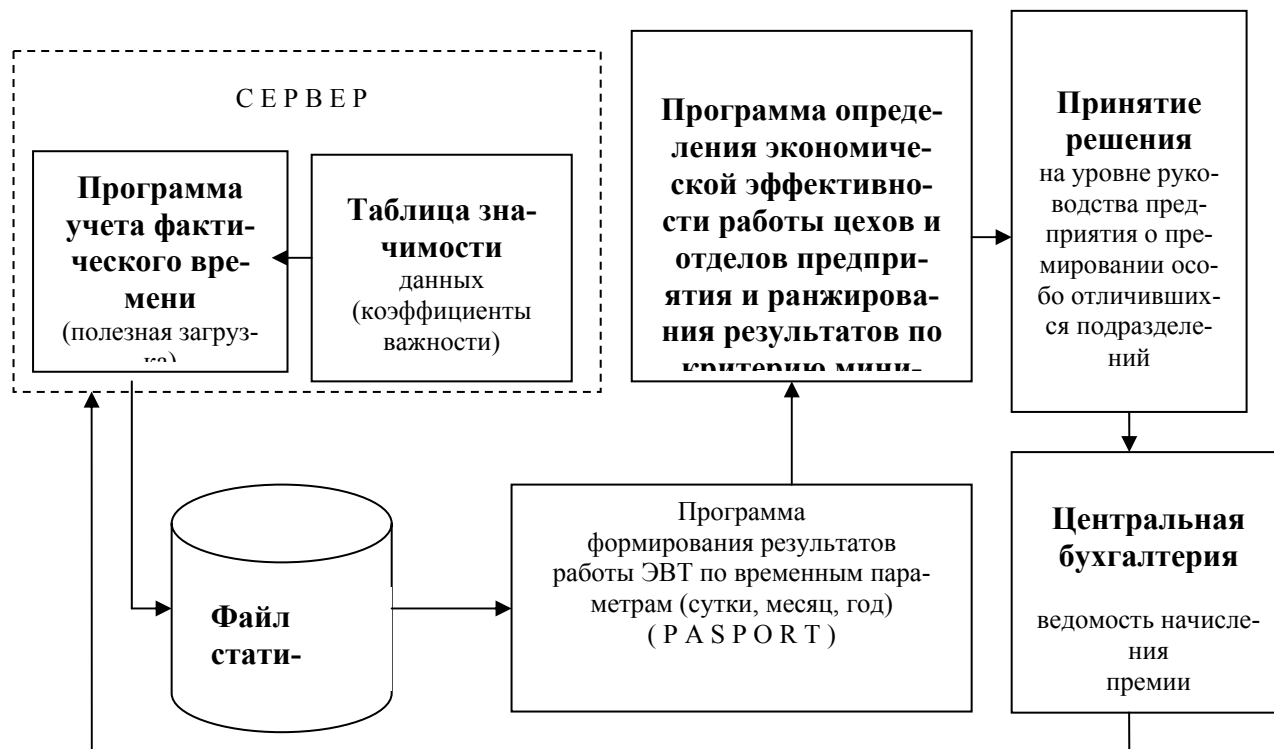 С Е Р В Е Р
Программа
учета факти-
ческого вре-
мени
(полезная загруз-
ка)
Таблица зна-
чимости
данных
(коэффициенты
важности)
Программа опреде-
ления экономиче-
ской эффективно-
сти работы цехов и
отделов предпри-
ятия и ранжирова-
ния результатов по
критерию мини-
Принятие
решения
на уровне руко-
водства пред-
приятия о пре-
мировании осо-
бо отличивших-
ся подразделе-
ний
Файл
стати-
Программа
формирования результатов
работы ЭВТ по временным пара-
метрам (сутки, месяц, год)
( P A S P O R T )
Центральная
бухгалтерия
ведомость начисле-
ния
премии